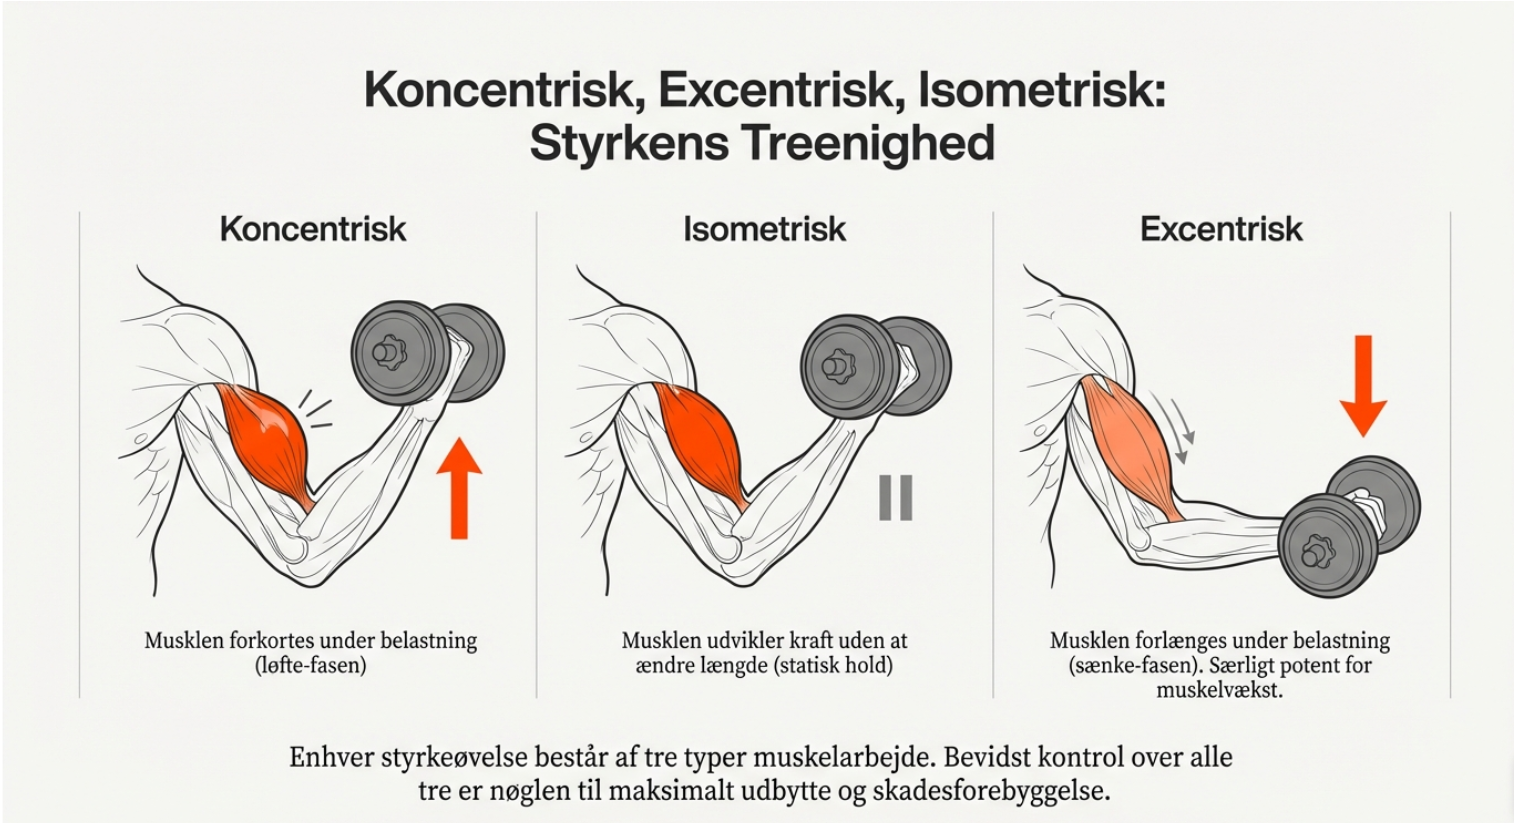 Koncentrisk, Excentrisk, Isometrisk:
Styrkens Treenighed
Koncentrisk
Musklen forkortes under belastning
(løfte-fasen)
Isometrisk
Musklen udvikler kraft uden at
ændre længde (statisk hold)
Excentrisk
Musklen forlænges under belastning
(sænke-fasen). Særligt potent for
muskelvækst.
Enhver styrkeøvelse består af tre typer muskelarbejde. Bevidst kontrol over alle
tre er nøglen til maksimalt udbytte og skadesforebyggelse.